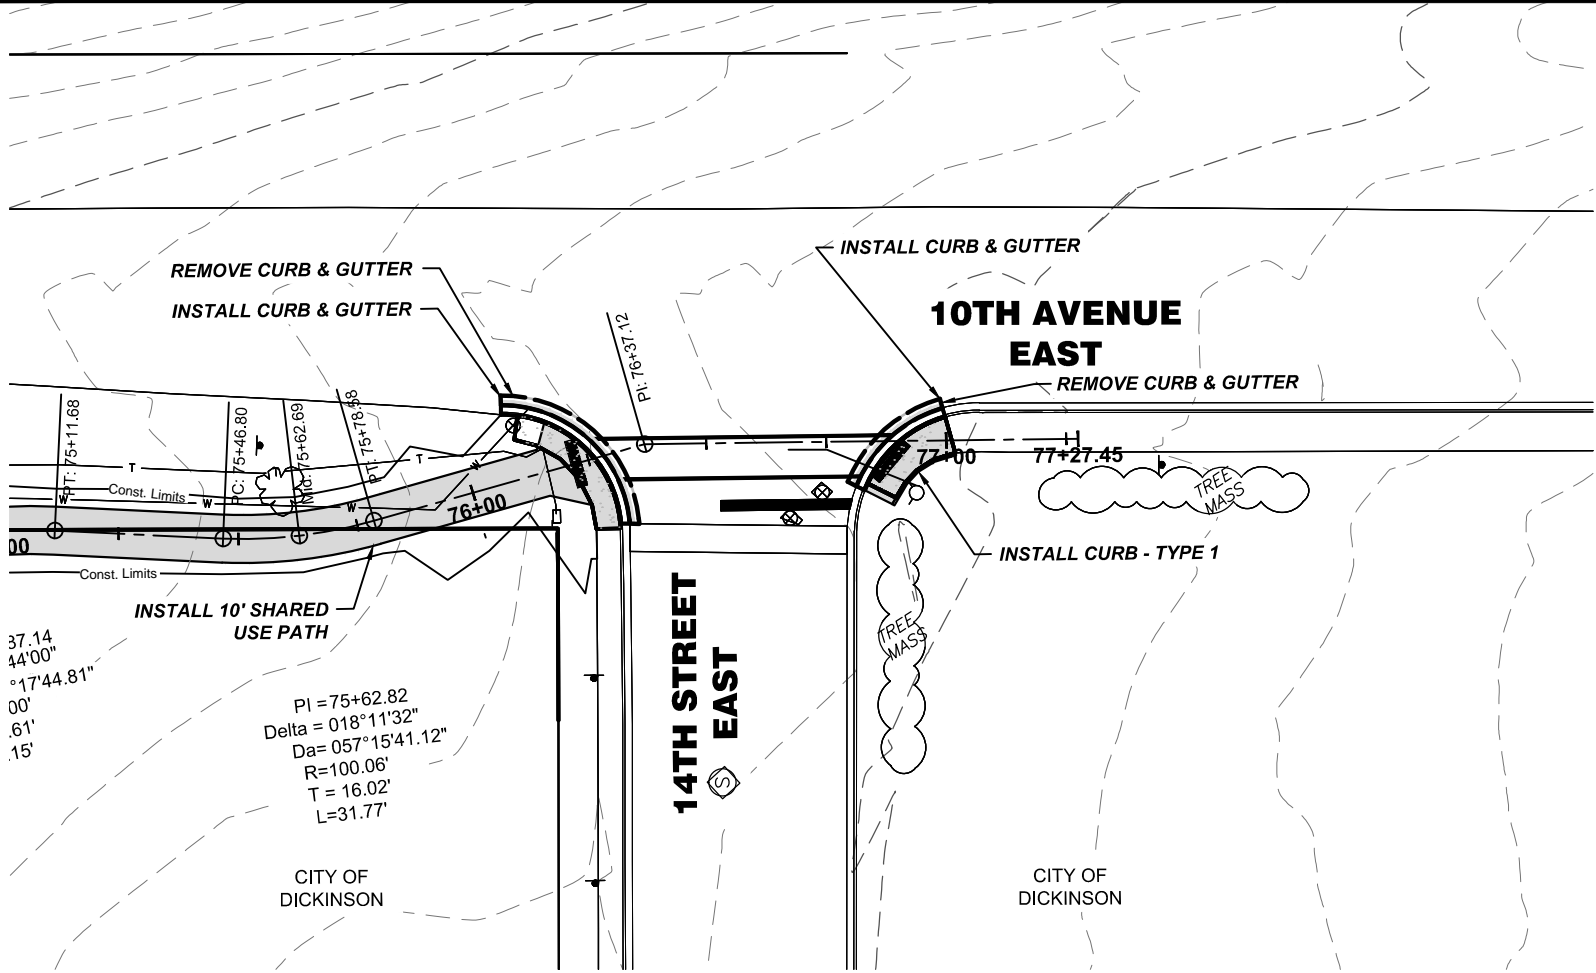 INSTALL CURB & GUTTER
REMOVE CURB & GUTTER
INSTALL CURB & GUTTER
10TH AVENUE
EAST
REMOVE CURB & GUTTER
PI: 76+37.12
PT: 75+11.68
PC: 75+46.80
Mid: 75+62.69
PT: 75+78.58
T
T
Const. Limits
W
W
W
W
76+00
77+00
77+27.45
TREE
MASS
00
Const. Limits
INSTALL CURB - TYPE 1
INSTALL 10' SHARED
USE PATH
TREE
MASS
14TH STREET
EAST
S
37.14
44'00"
°17'44.81"
00'
.61'
.15'
PI = 75+62.82
Delta = 018°11'32"
Da= 057°15'41.12"
R=100.06'
T = 16.02'
L=31.77'
CITY OF
DICKINSON
CITY OF
DICKINSON